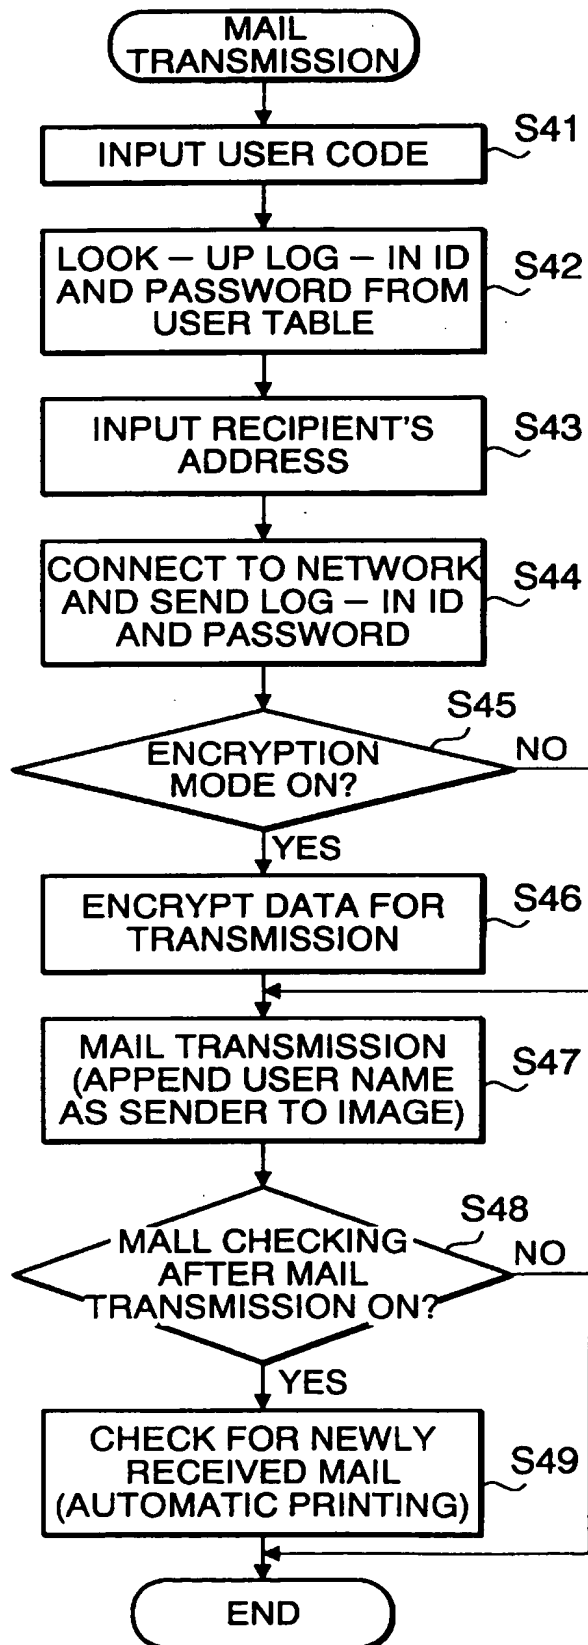 MAIL
TRANSMISSION
INPUT USER CODE
S41
LOOK – UP LOG – IN ID
AND PASSWORD FROM
USER TABLE
S42
INPUT RECIPIENT'S
ADDRESS
S43
CONNECT TO NETWORK
AND SEND LOG – IN ID
AND PASSWORD
S44
S45
ENCRYPTION
MODE ON?
NO
YES
ENCRYPT DATA FOR
TRANSMISSION
S46
MAIL TRANSMISSION
(APPEND USER NAME
AS SENDER TO IMAGE)
S47
S48
MALL CHECKING
AFTER MAIL
TRANSMISSION ON?
NO
YES
CHECK FOR NEWLY
RECEIVED MAIL
(AUTOMATIC PRINTING)
S49
END